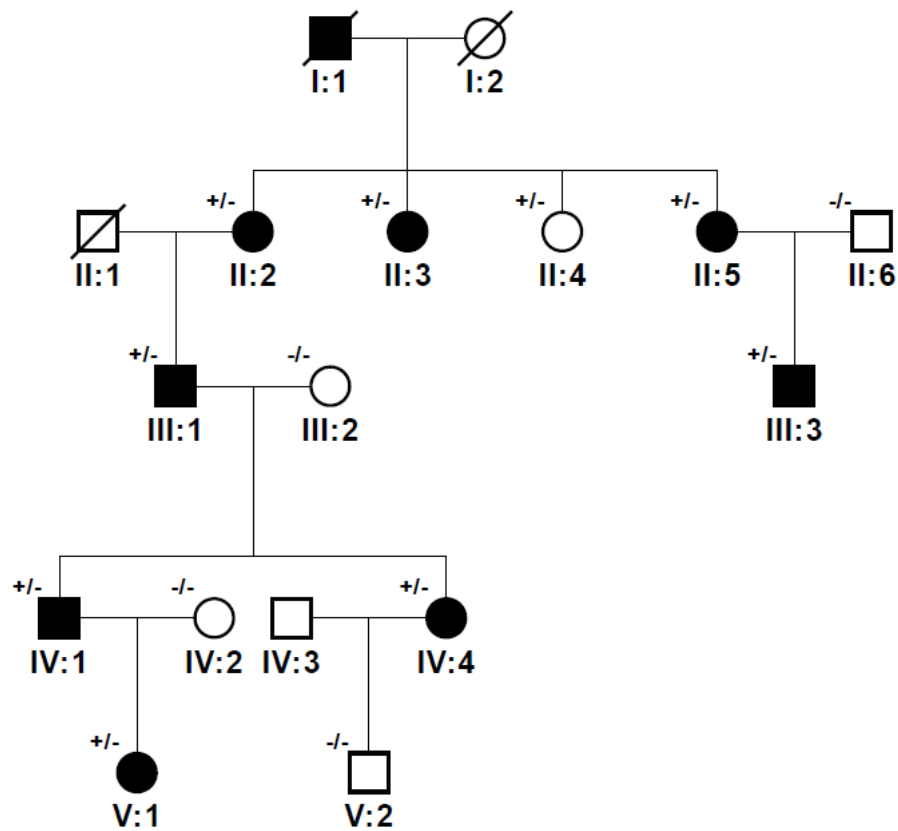 I:1 I:2
+/- +/- +/- +/- -/-
II:1 II:2 II:3 II:4 II:5 II:6
+/- -/- +/-
III:1 III:2 III:3
+/- -/- +/-
IV:1 IV:2 IV:3 IV:4
+/- -/-
V:1 V:2